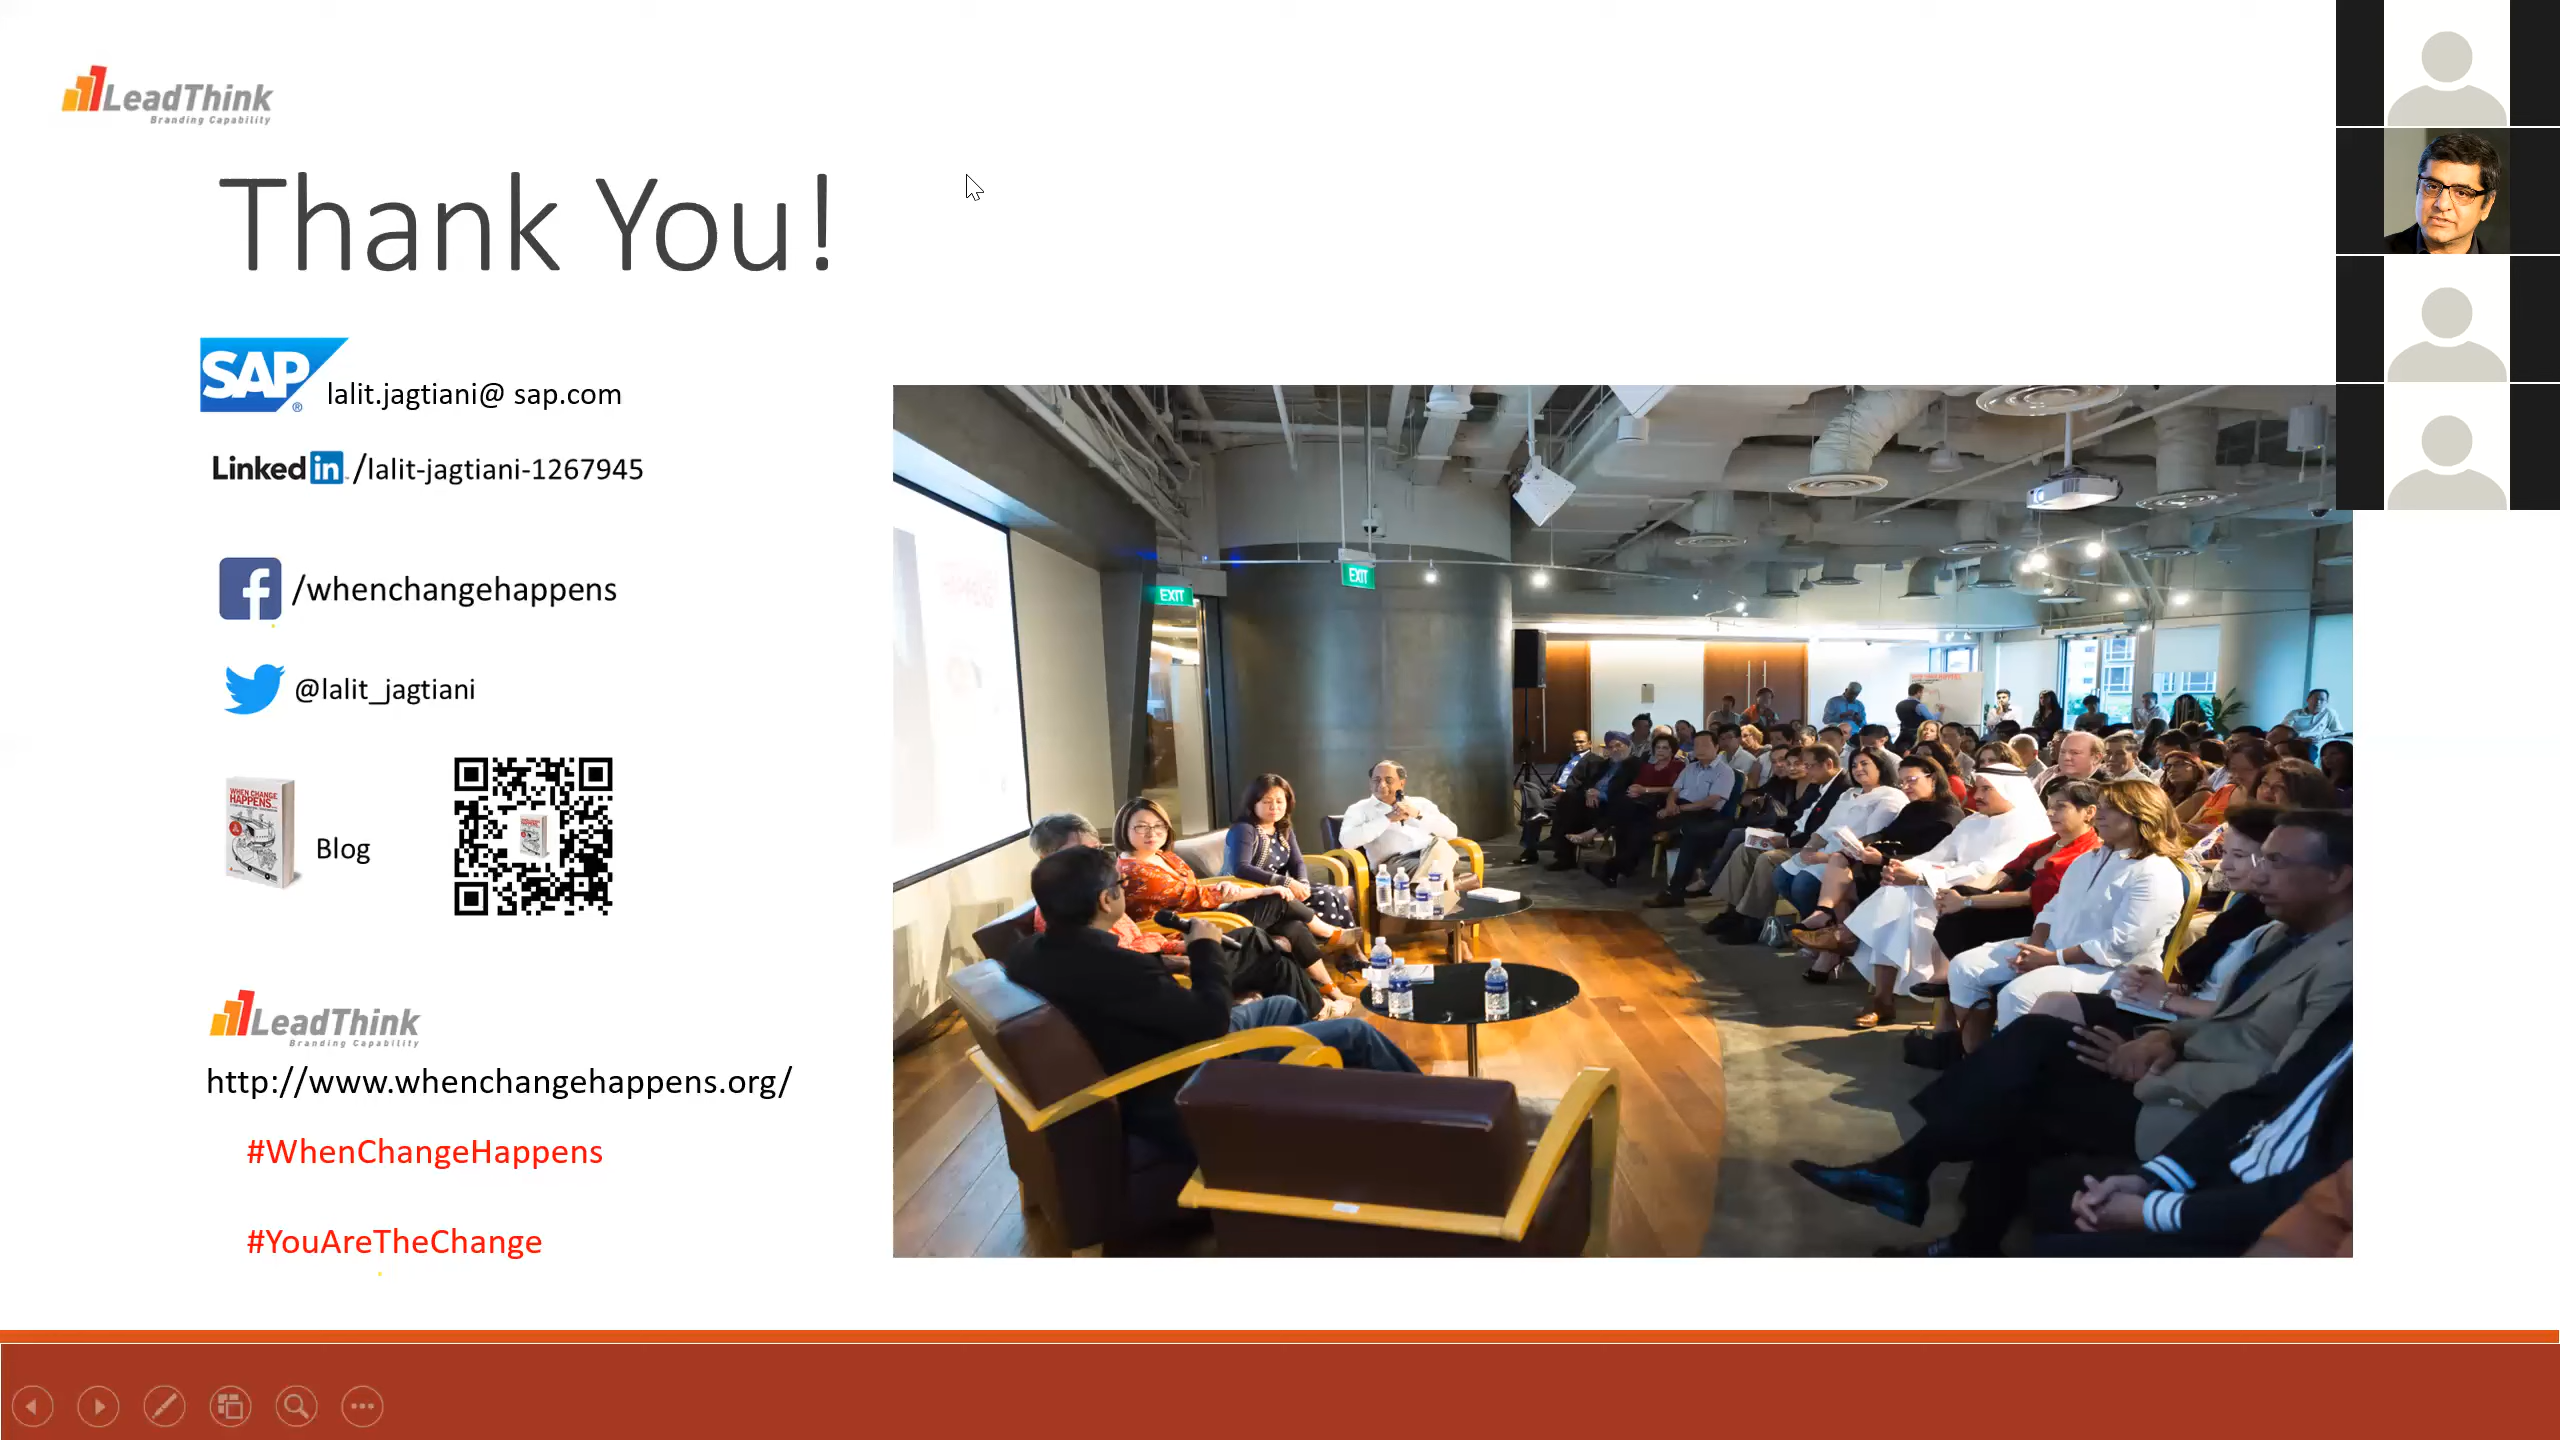 LeadThink
Branding Capability
Thank You!
SAP® lalit.jagtiani@ sap.com
Linkedin /lalit-jagtiani-1267945
f /whenchangehappens
@lalit_jagtiani
WHEN CHANGE
HAPPENS...
Blog
EXIT
EXIT
LeadThink
Branding Capability
http://www.whenchangehappens.org/
#WhenChangeHappens
#YouAreTheChange